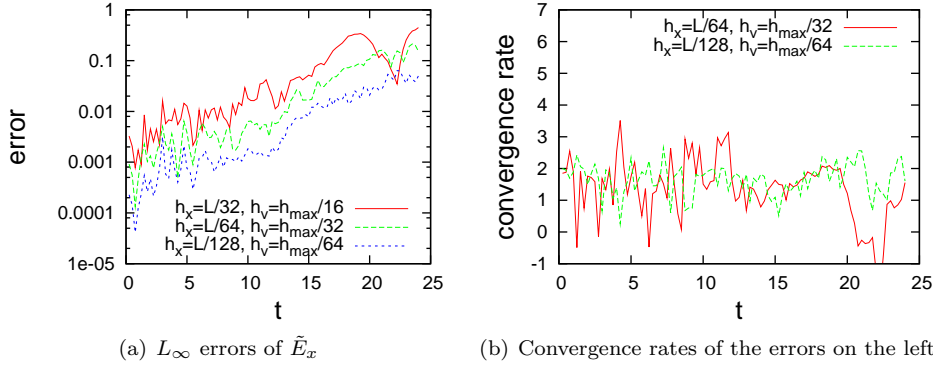 1
0.1
0.01
0.001
0.0001
1e-05
error
h_x=L/32, h_v=h_max/16
h_x=L/64, h_v=h_max/32
h_x=L/128, h_v=h_max/64
0 5 10 15 20 25
t
(a) L_∞ errors of Ẽ_x
7
6
5
4
3
2
1
0
-1
convergence rate
h_x=L/64, h_v=h_max/32
h_x=L/128, h_v=h_max/64
0 5 10 15 20 25
t
(b) Convergence rates of the errors on the left